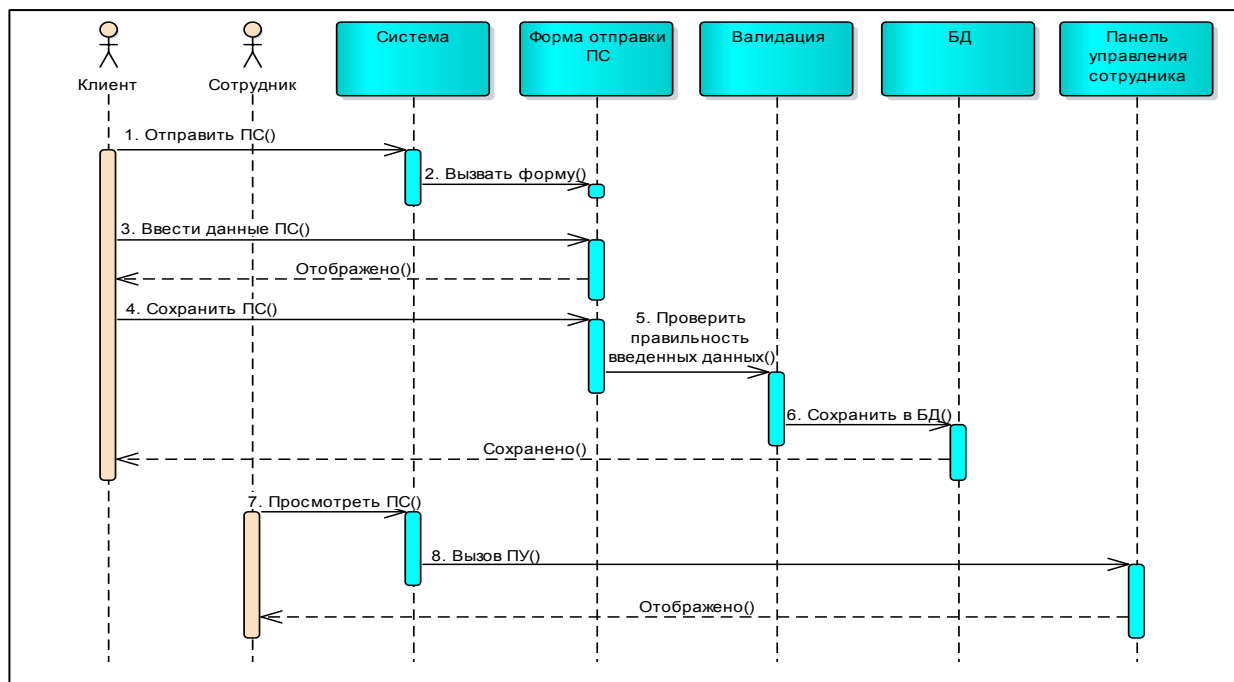 Клиент
Сотрудник
Система
Форма отправки
ПС
Валидация
БД
Панель
управления
сотрудника
1. Отправить ПС()
2. Вызвать форму()
3. Ввести данные ПС()
Отображено()
4. Сохранить ПС()
5. Проверить
правильность
введенных данных()
6. Сохранить в БД()
Сохранено()
7. Просмотреть ПС()
8. Вызов ПУ()
Отображено()